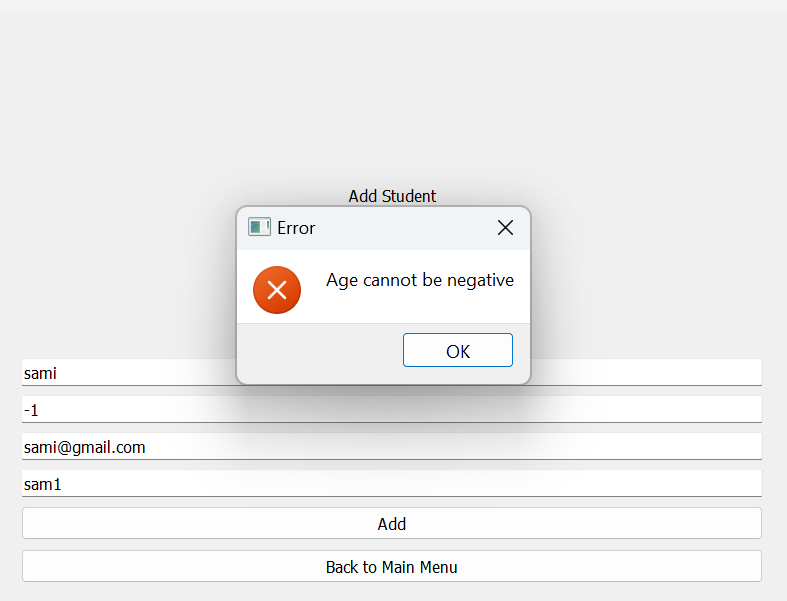 Add Student
Error
Age cannot be negative
OK
sami
-1
sami@gmail.com
sam1
Add
Back to Main Menu